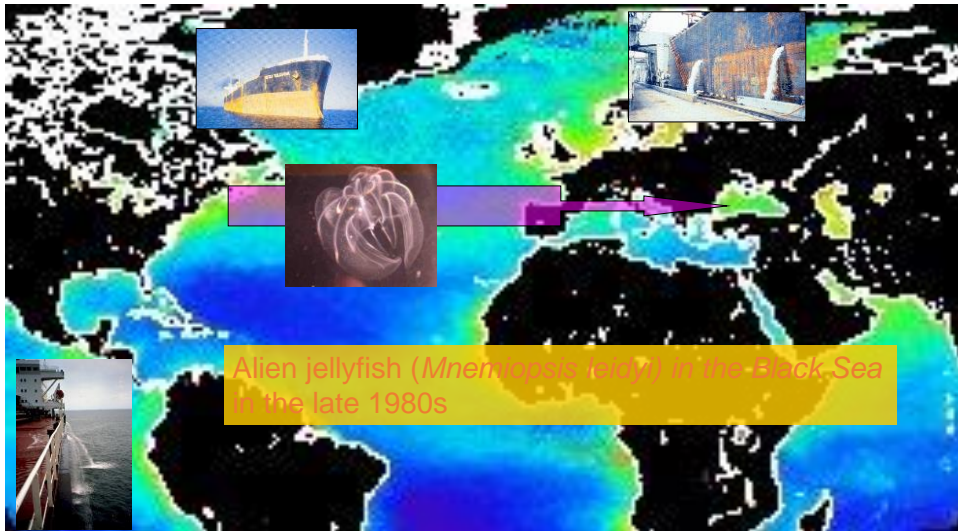 Alien jellyfish (Mnemiopsis leidyi) in the Black Sea
in the late 1980s